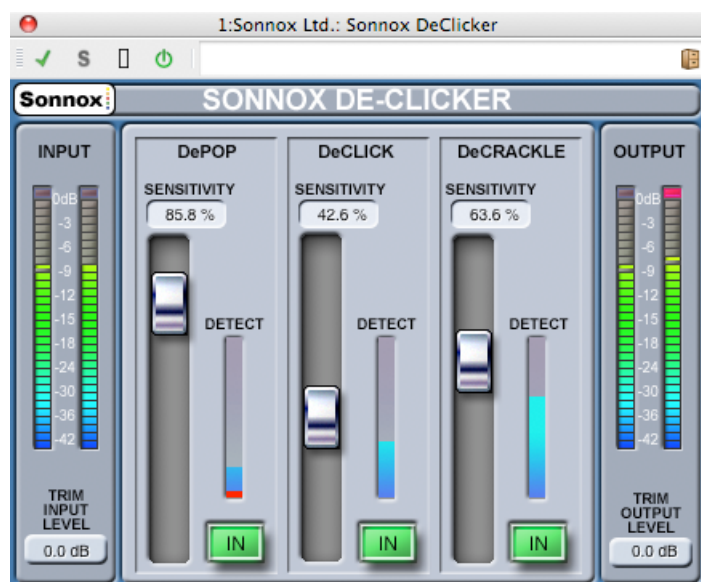 1:Sonnox Ltd.: Sonnox DeClicker
S
Sonnox
SONNOX DE-CLICKER
INPUT
0dB
-3
-6
-9
-12
-15
-18
-24
-30
-36
-42
TRIM
INPUT
LEVEL
0.0 dB
DePOP
SENSITIVITY
85.8 %
DETECT
IN
DeCLICK
SENSITIVITY
42.6 %
DETECT
IN
DeCRACKLE
SENSITIVITY
63.6 %
DETECT
IN
OUTPUT
0dB
-3
-6
-9
-12
-15
-18
-24
-30
-36
-42
TRIM
OUTPUT
LEVEL
0.0 dB